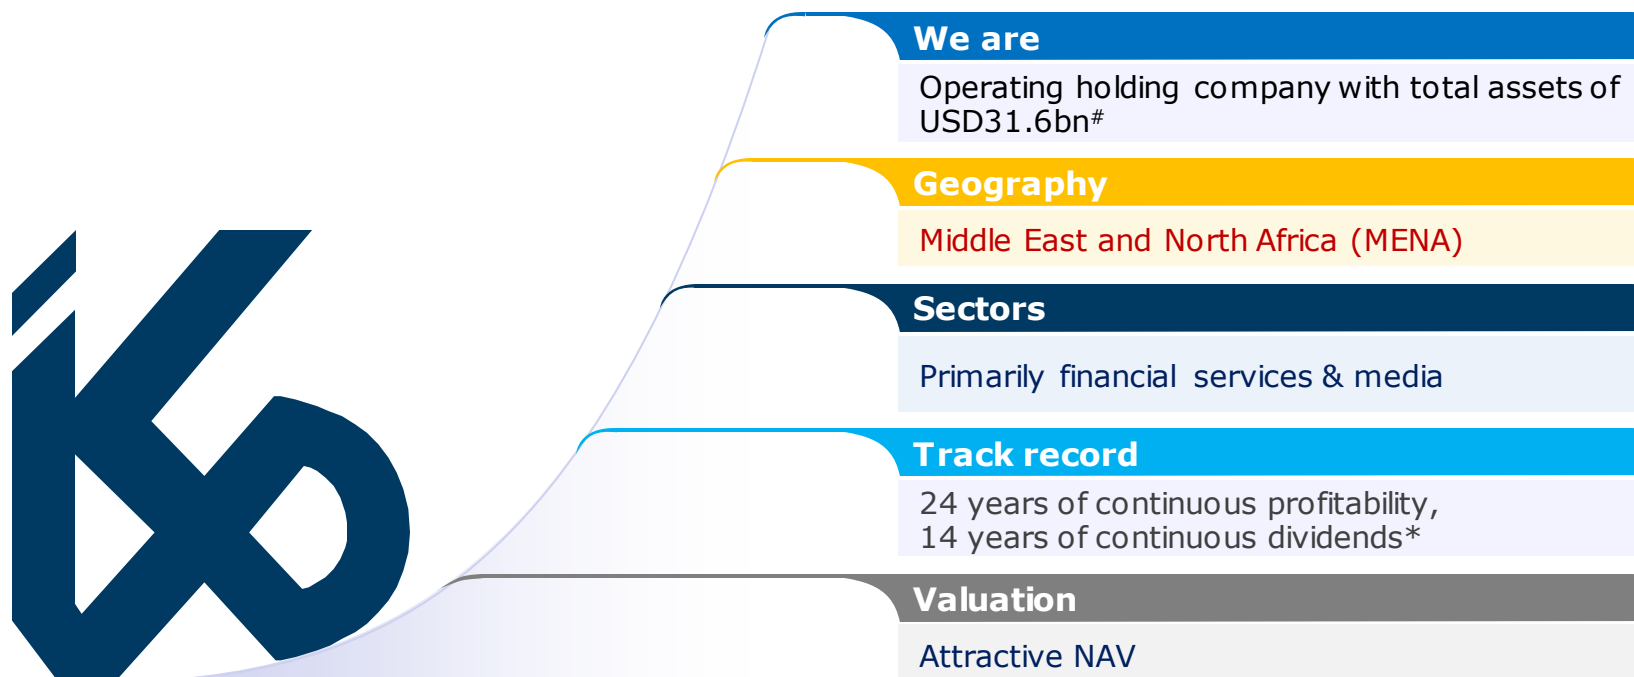 We are
Operating holding company with total assets of
USD31.6bn#
Geography
Middle East and North Africa (MENA)
Sectors
Primarily financial services & media
Track record
24 years of continuous profitability,
14 years of continuous dividends*
Valuation
Attractive NAV